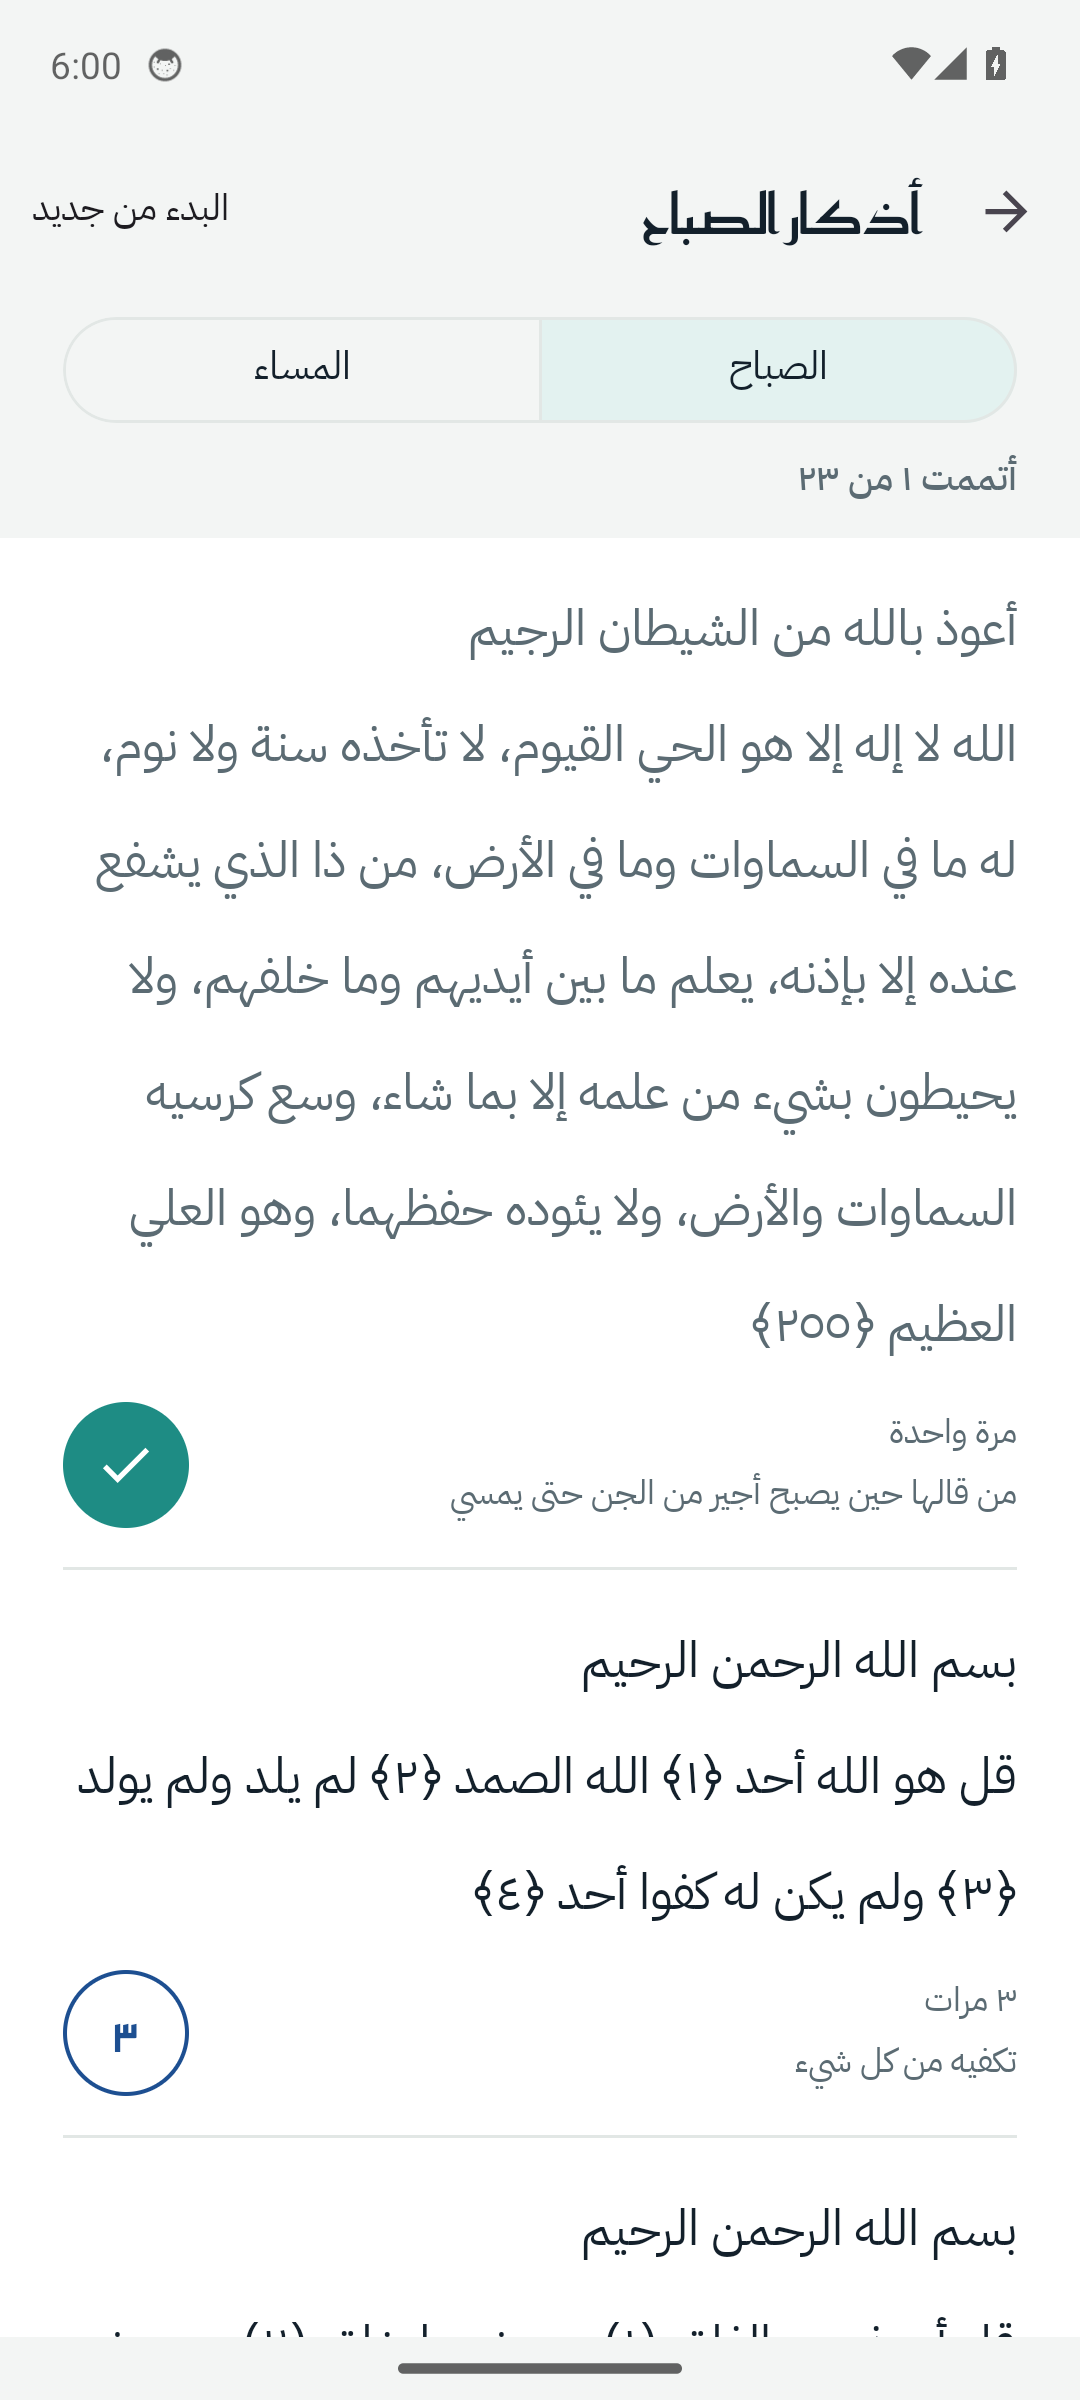 6:00
أذكار الصباح
البدء من جديد
الصباح
المساء
أتممت ١ من ٢٣
أعوذ بالله من الشيطان الرجيم
الله لا إله إلا هو الحي القيوم، لا تأخذه سنة ولا نوم،
له ما في السماوات وما في الأرض، من ذا الذي يشفع
عنده إلا بإذنه، يعلم ما بين أيديهم وما خلفهم، ولا
يحيطون بشيء من علمه إلا بما شاء، وسع كرسيه
السماوات والأرض، ولا يئوده حفظهما، وهو العلي
العظيم ﴿٢٥٥﴾
مرة واحدة
من قالها حين يصبح أجير من الجن حتى يمسي
بسم الله الرحمن الرحيم
قل هو الله أحد ﴿١﴾ الله الصمد ﴿٢﴾ لم يلد ولم يولد
﴿٣﴾ ولم يكن له كفوا أحد ﴿٤﴾
٣ مرات
تكفيه من كل شيء
٣
بسم الله الرحمن الرحيم